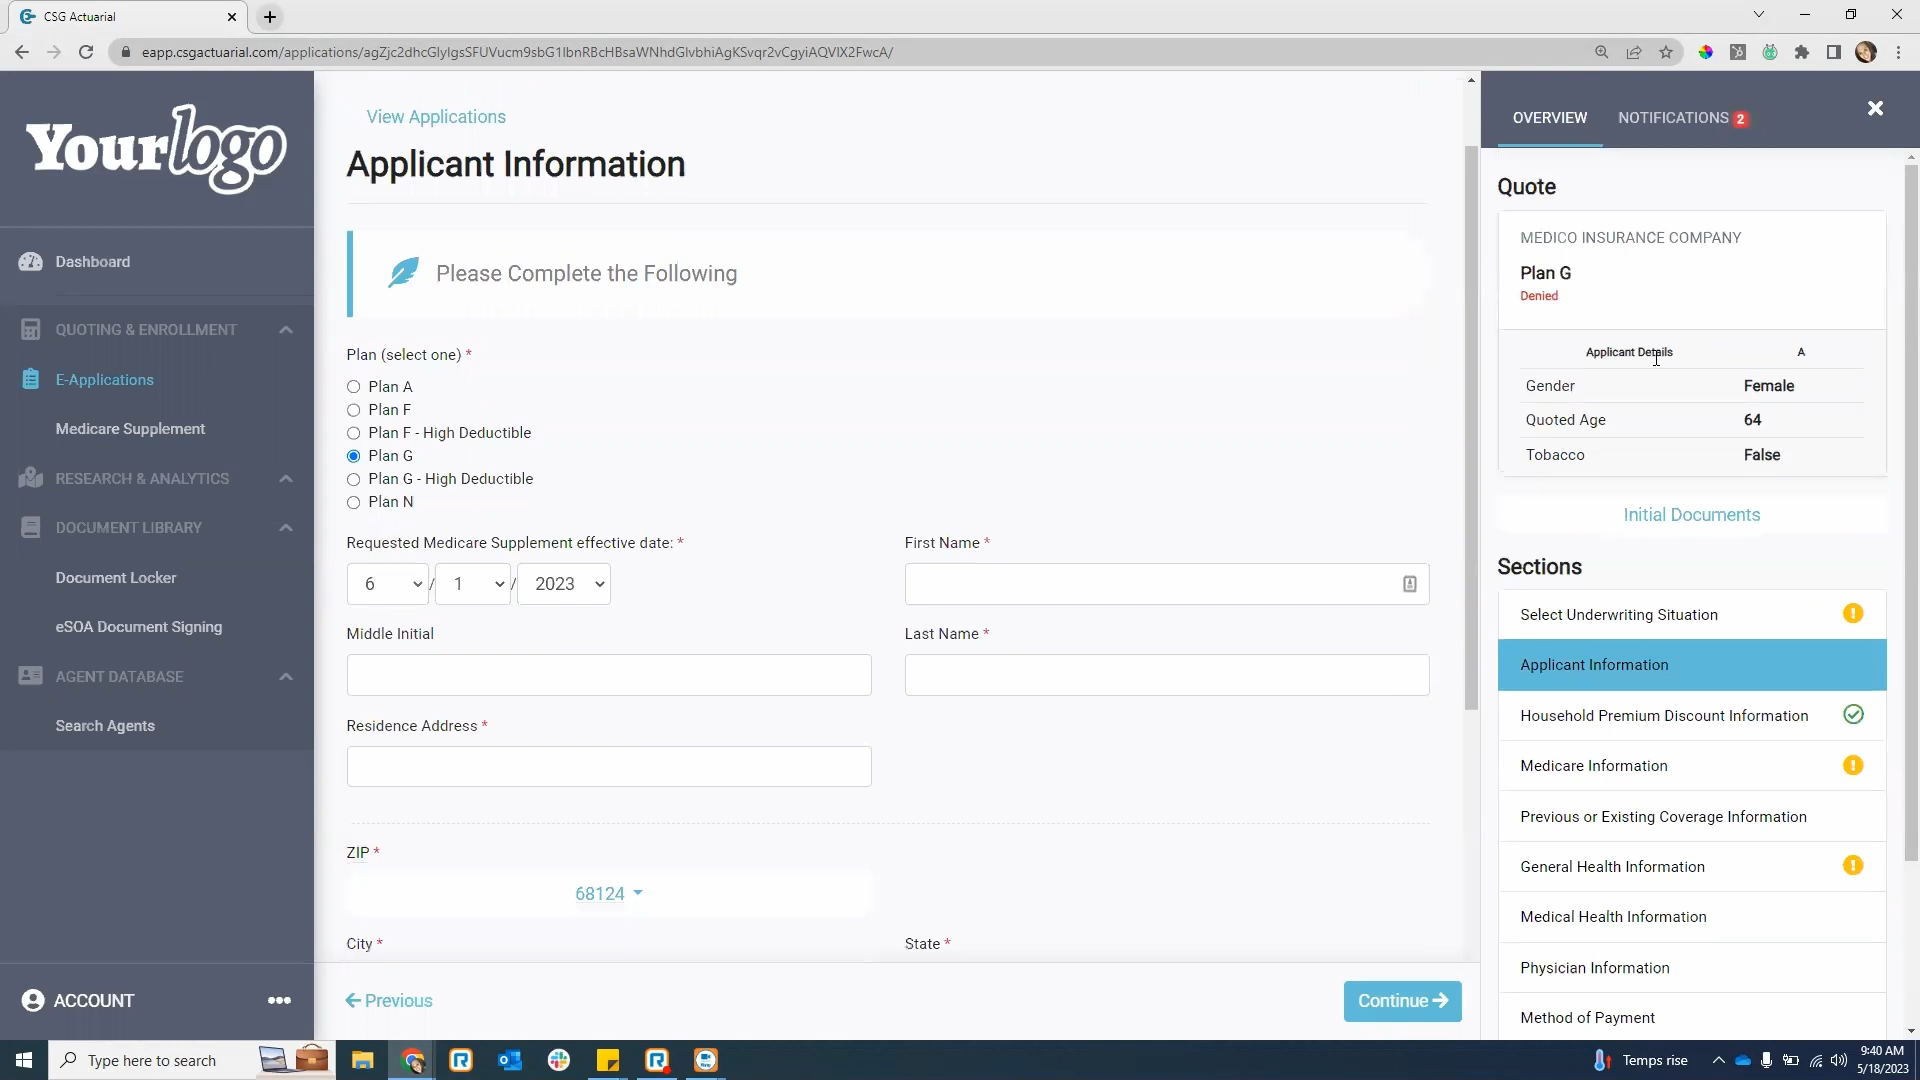 CSG Actuarial
eapp.csgactuarial.com/applications/agZjc2dhcGlyIgsSFUVucm9sbG1lbnRBcHBsaWNhdGlvbhiAgKSvqr2vCgyiAQVIX2FwcA/
Yourlogo
Dashboard
QUOTING & ENROLLMENT
E-Applications
Medicare Supplement
RESEARCH & ANALYTICS
DOCUMENT LIBRARY
Document Locker
eSOA Document Signing
AGENT DATABASE
Search Agents
ACCOUNT
View Applications
Applicant Information
Please Complete the Following
Plan (select one) *
Plan A
Plan F
Plan F - High Deductible
Plan G
Plan G - High Deductible
Plan N
Requested Medicare Supplement effective date: *
6 / 1 / 2023
First Name *
Middle Initial
Last Name *
Residence Address *
ZIP *
68124
City *
State *
Previous
Continue
OVERVIEW
NOTIFICATIONS 2
Quote
MEDICO INSURANCE COMPANY
Plan G
Denied
Applicant Details A
Gender Female
Quoted Age 64
Tobacco False
Initial Documents
Sections
Select Underwriting Situation
Applicant Information
Household Premium Discount Information
Medicare Information
Previous or Existing Coverage Information
General Health Information
Medical Health Information
Physician Information
Method of Payment
Type here to search
Temps rise
9:40 AM
5/18/2023